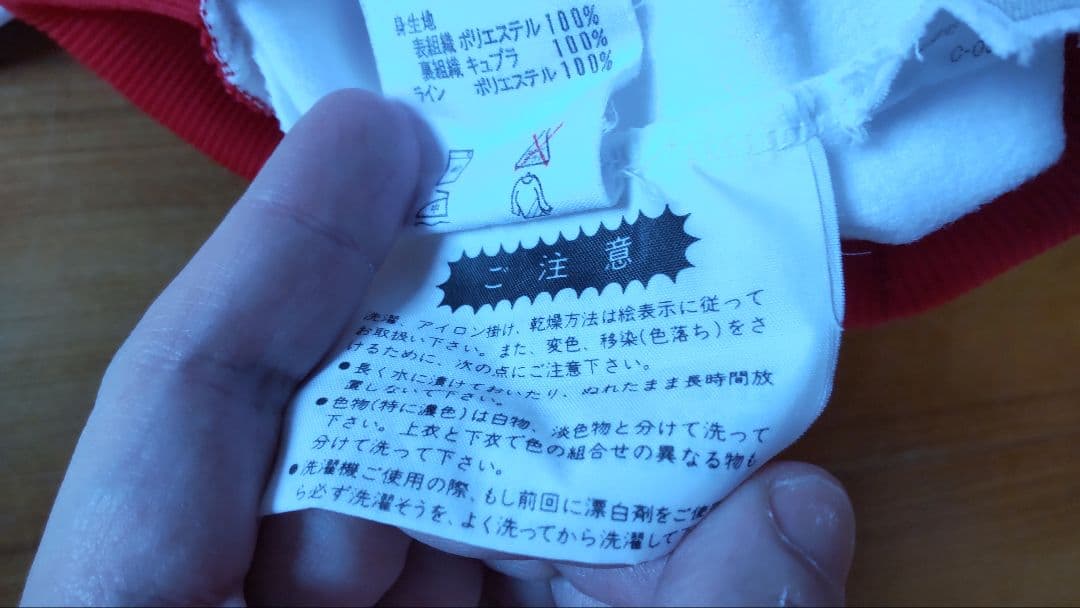 身生地
表組織 ポリエステル 100%
裏組織 キュプラ 100%
ライン ポリエステル 100%
ご注意
洗濯、アイロン掛け、乾燥方法は絵表示に従って
お取扱い下さい。また、変色、移染(色落ち)をさ
けるために、次の点にご注意下さい。
●長く水に漬けておいたり、ぬれたまま長時間放
置しないで下さい。
●色物(特に濃色)は白物、淡色物と分けて洗って
下さい。上衣と下衣で色の組合せの異なる物も
分けて洗って下さい。
●洗濯機ご使用の際、もし前回に漂白剤をご使
ら必ず洗濯そうを、よく洗ってから洗濯して